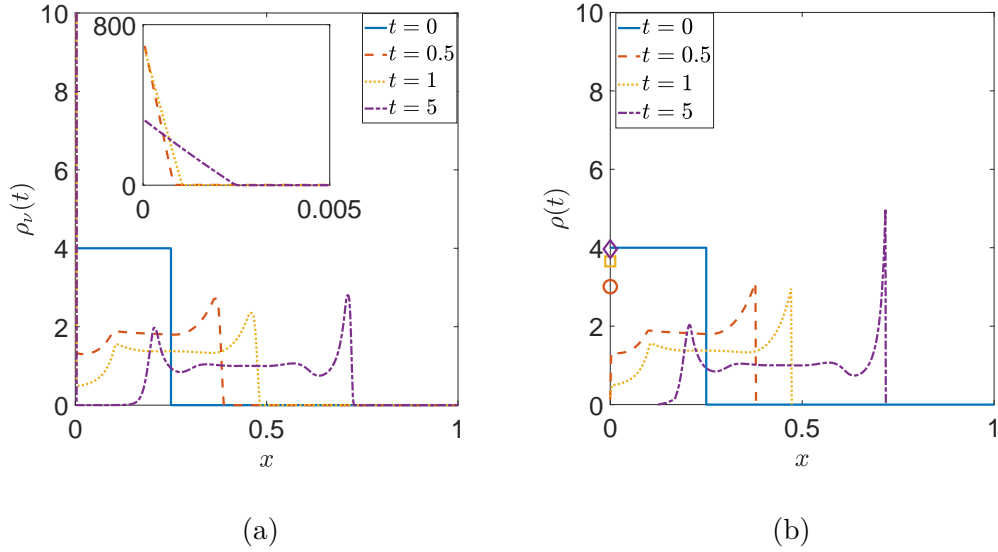 10
8
6
4
2
0
ρ_ν(t)
800
0
0
0.005
t = 0
t = 0.5
t = 1
t = 5
0
0.5
1
x
(a)
10
8
6
4
2
0
ρ(t)
t = 0
t = 0.5
t = 1
t = 5
0
0.5
1
x
(b)